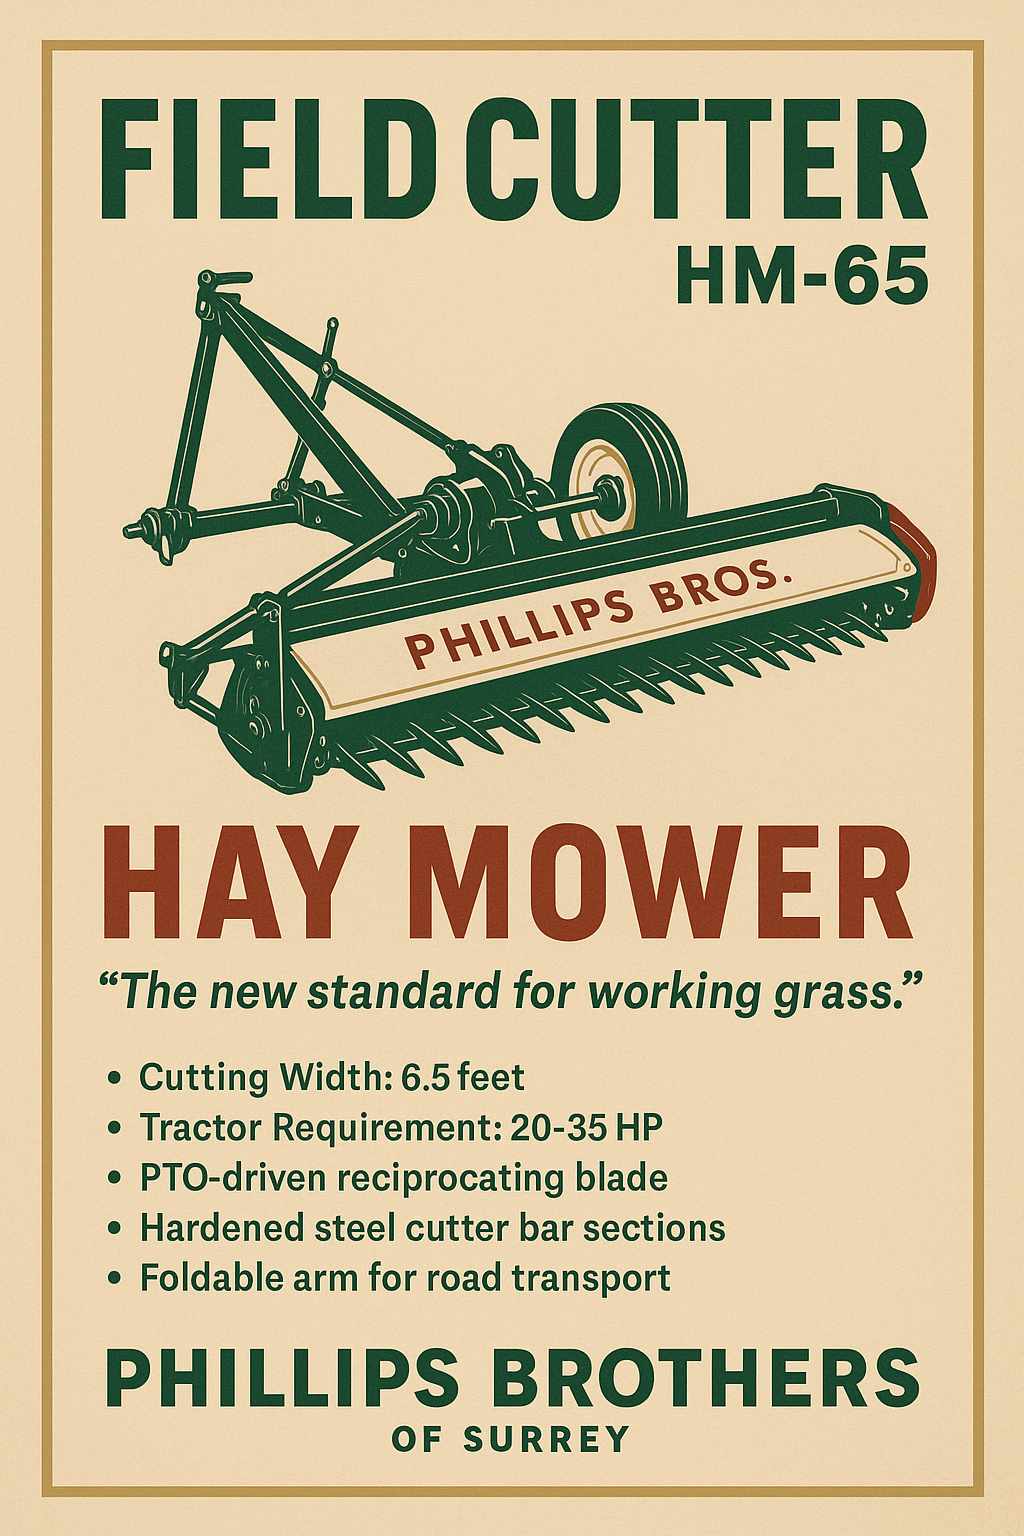 FIELD CUTTER
HM-65
PHILLIPS BROS.
HAY MOWER
“The new standard for working grass.”
• Cutting Width: 6.5 feet
• Tractor Requirement: 20-35 HP
• PTO-driven reciprocating blade
• Hardened steel cutter bar sections
• Foldable arm for road transport
PHILLIPS BROTHERS
OF SURREY